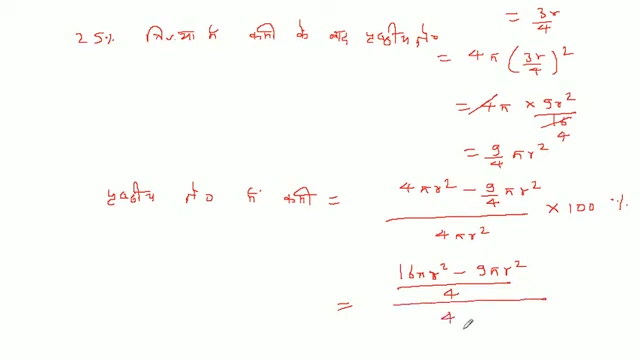 = 3r/4
25% त्रिज्या में कमी के बाद पृष्ठीय क्षे०
= 4π (3r/4)²
= 4π × 9r²/16
4
= 9/4 πr²
पृष्ठीय क्षे० में कमी = (4πr² − 9/4 πr²)/(4πr²) × 100 %
= ((16πr² − 9πr²)/4)/4